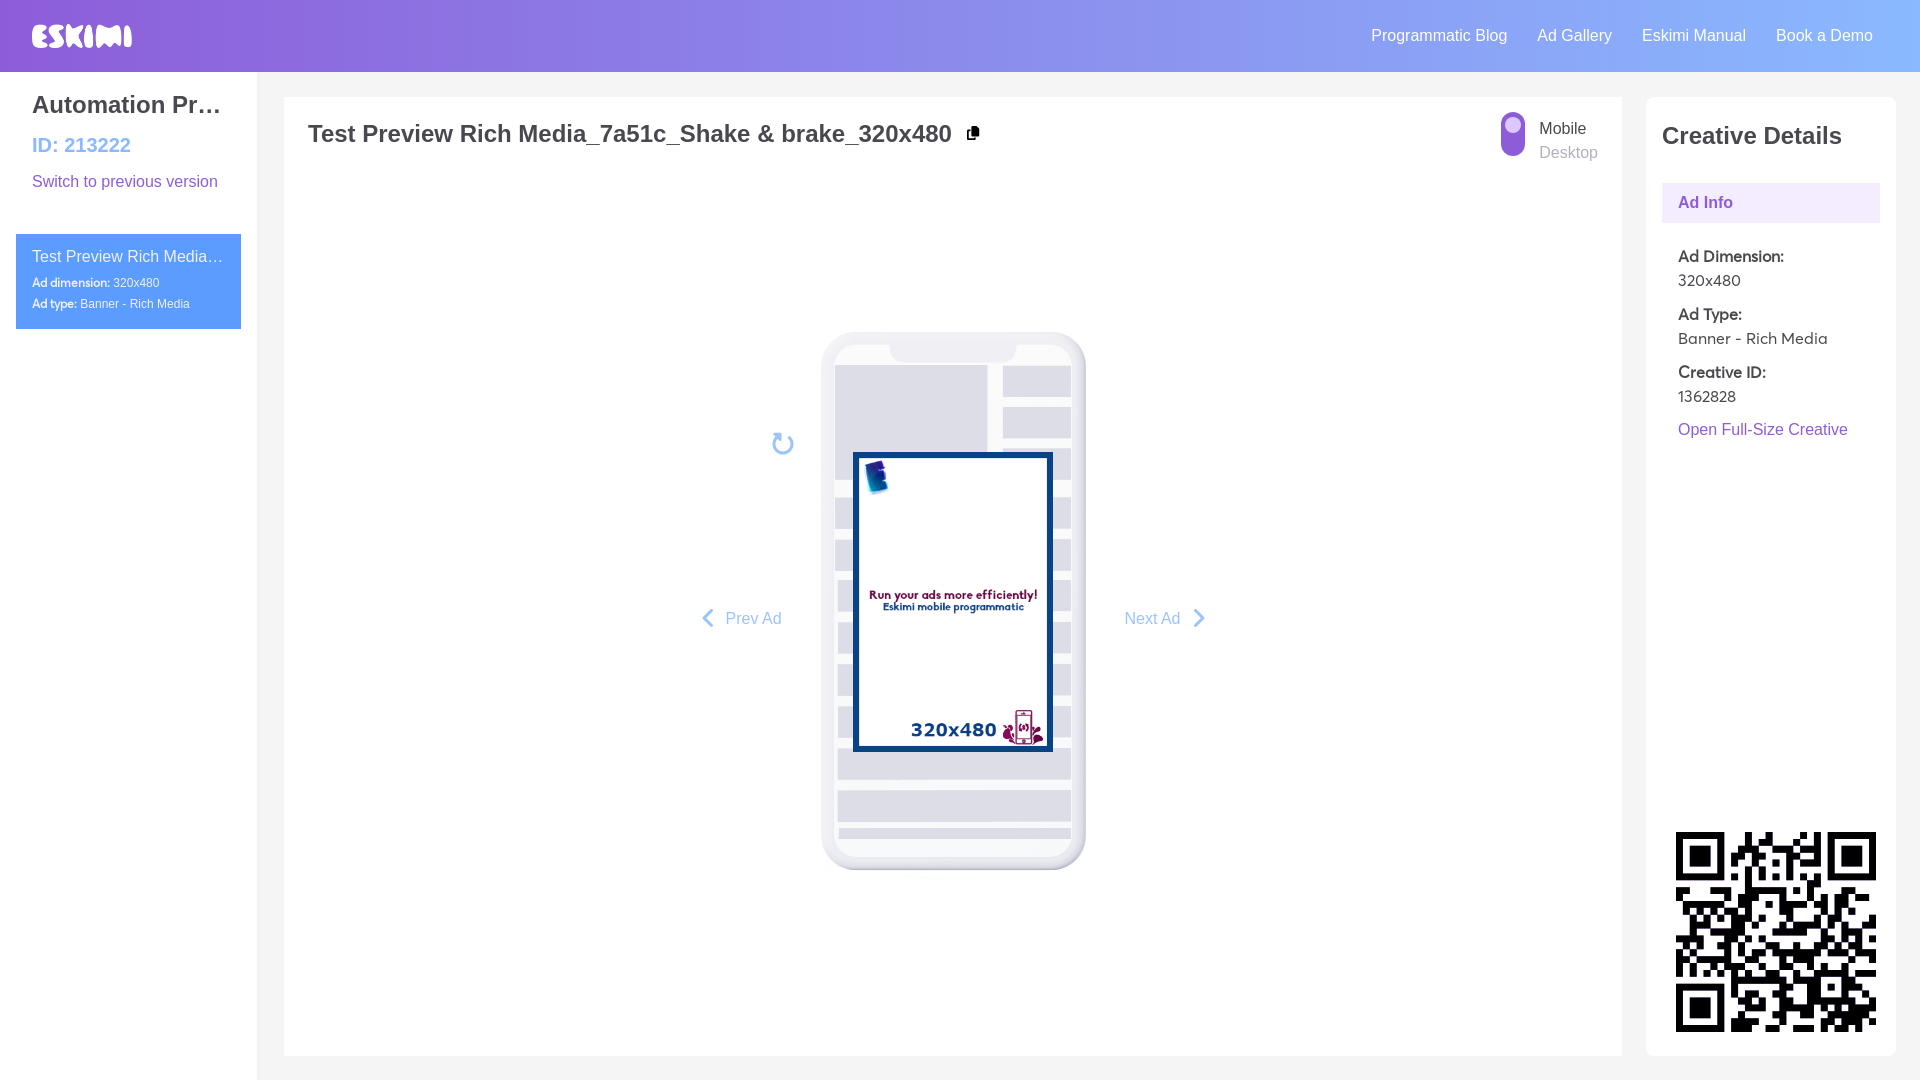 ESKIMI
Programmatic Blog
Ad Gallery
Eskimi Manual
Book a Demo
Automation Pr...
ID: 213222
Switch to previous version
Test Preview Rich Media...
Ad dimension: 320x480
Ad type: Banner - Rich Media
Test Preview Rich Media_7a51c_Shake & brake_320x480
Mobile
Desktop
Prev Ad
Run your ads more efficiently!
Eskimi mobile programmatic
320x480
Next Ad
Creative Details
Ad Info
Ad Dimension:
320x480
Ad Type:
Banner - Rich Media
Creative ID:
1362828
Open Full-Size Creative